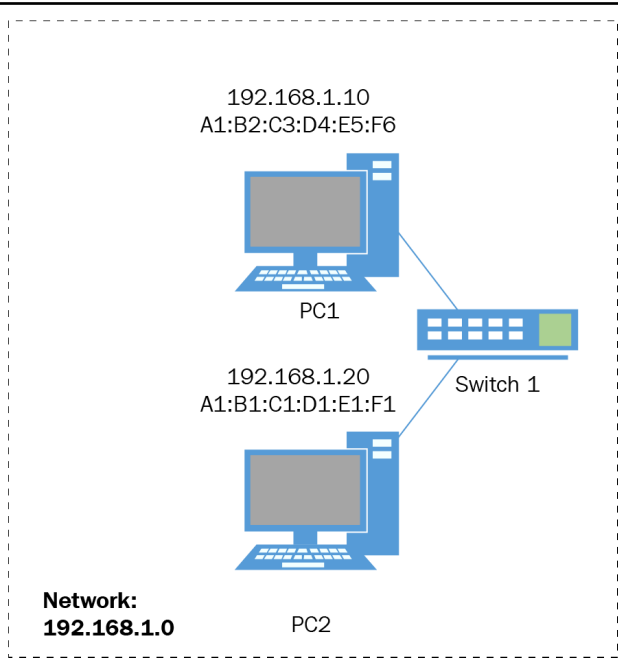 192.168.1.10
A1:B2:C3:D4:E5:F6
PC1
192.168.1.20
A1:B1:C1:D1:E1:F1
Switch 1
Network:
192.168.1.0
PC2